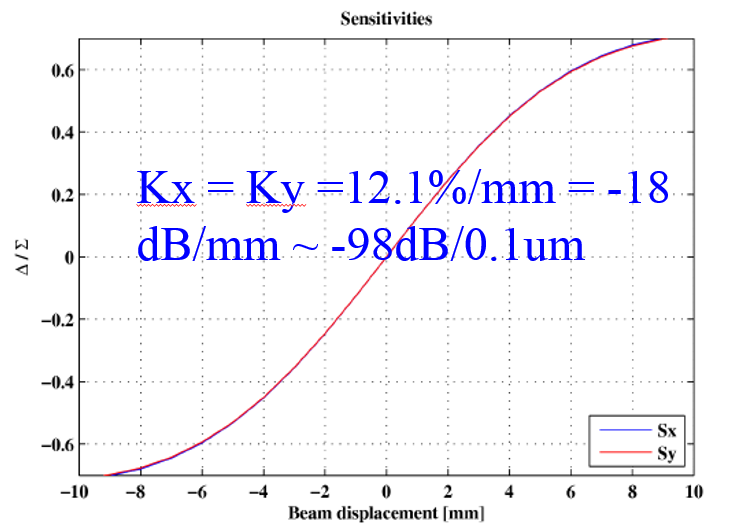 Sensitivities
Kx = Ky =12.1%/mm = -18
dB/mm ~ -98dB/0.1um
Δ / Σ
0.6
0.4
0.2
0
−0.2
−0.4
−0.6
Sx
Sy
−10 −8 −6 −4 −2 0 2 4 6 8 10
Beam displacement [mm]